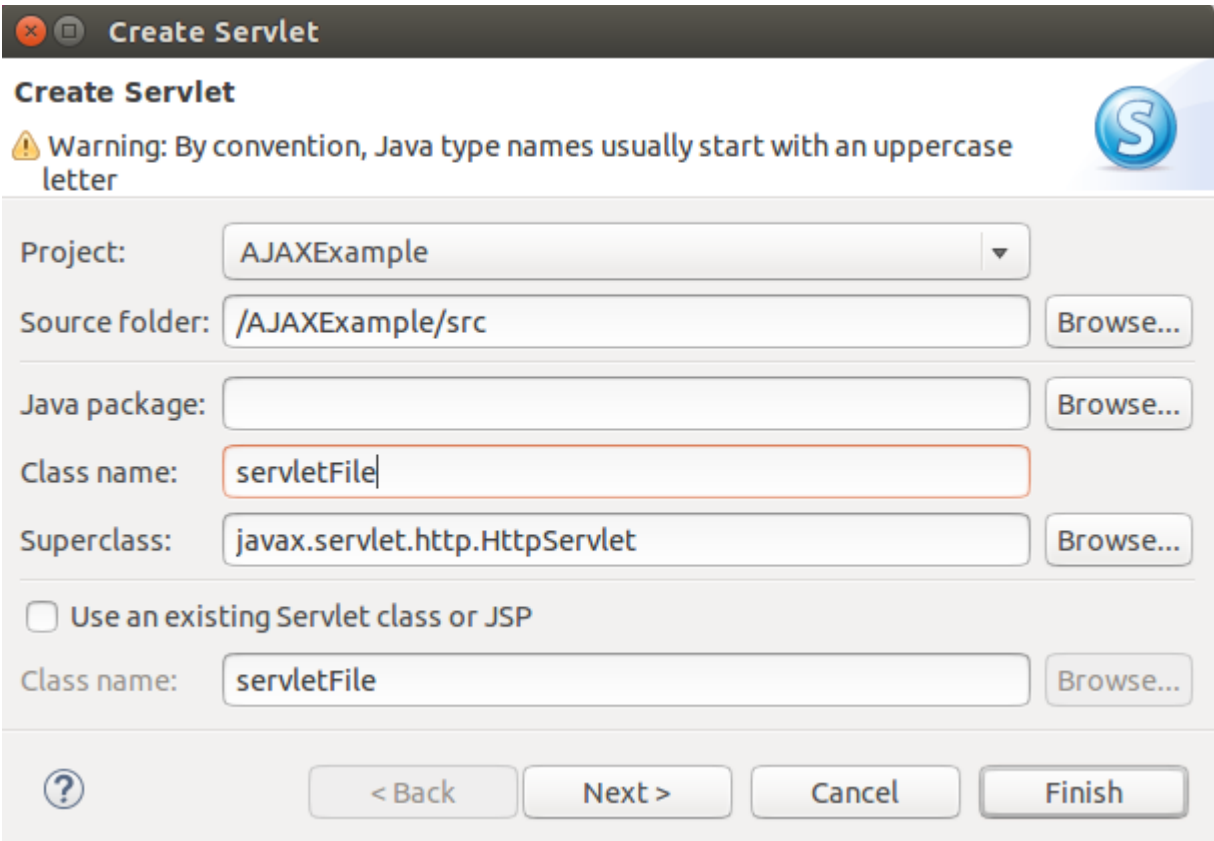 Create Servlet
Create Servlet
Warning: By convention, Java type names usually start with an uppercase
letter
Project: AJAXExample
Source folder: /AJAXExample/src Browse...
Java package: Browse...
Class name: servletFile
Superclass: javax.servlet.http.HttpServlet Browse...
Use an existing Servlet class or JSP
Class name: servletFile Browse...
? < Back Next > Cancel Finish